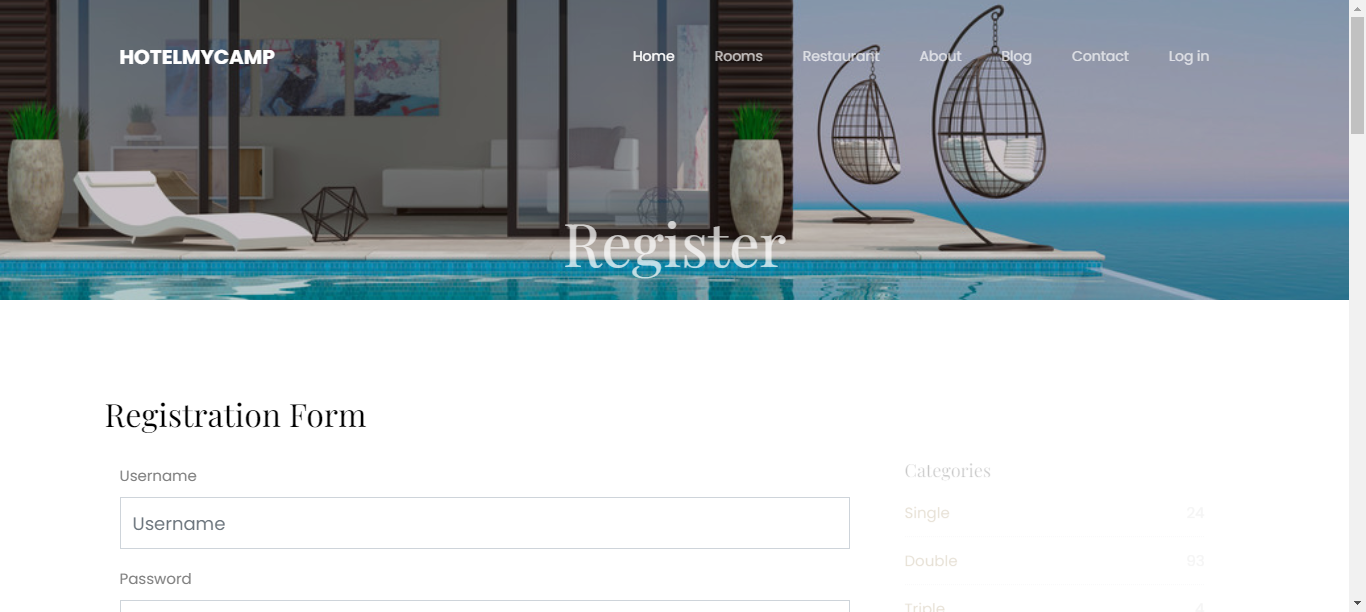 HOTELMYCAMP
Home Rooms Restaurant About Blog Contact Log in
Register
Registration Form
Username
Username
Password
Categories
Single 24
Double 93
Triple 4